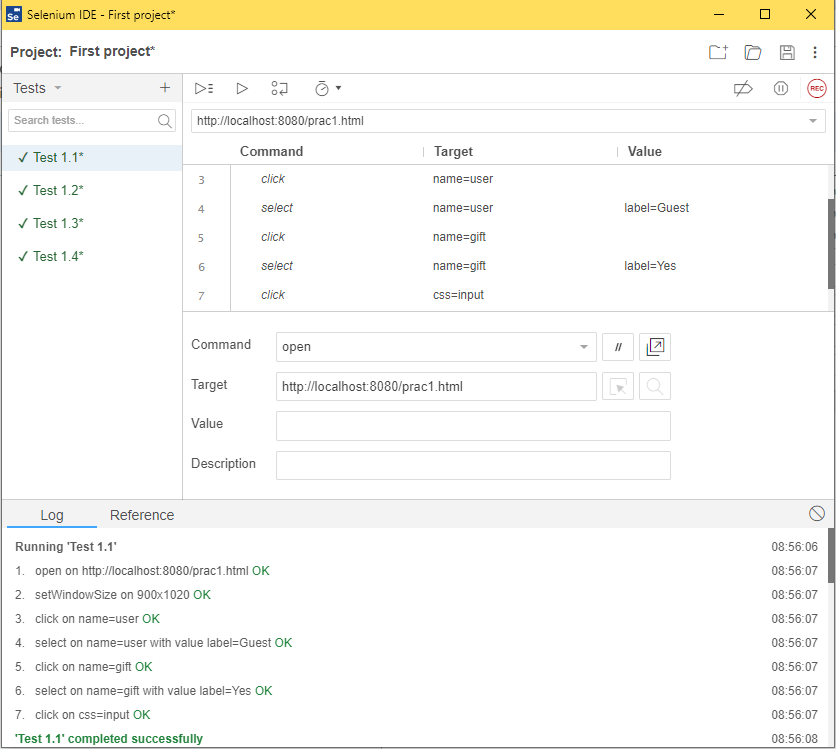 Se Selenium IDE - First project*
Project: First project*
Tests
REC
Search tests...
http://localhost:8080/prac1.html
Command Target Value
✓ Test 1.1*
✓ Test 1.2*
✓ Test 1.3*
✓ Test 1.4*
3 click name=user
4 select name=user label=Guest
5 click name=gift
6 select name=gift label=Yes
7 click css=input
Command open //
Target http://localhost:8080/prac1.html
Value
Description
Log Reference
Running 'Test 1.1' 08:56:06
1. open on http://localhost:8080/prac1.html OK 08:56:07
2. setWindowSize on 900x1020 OK 08:56:07
3. click on name=user OK 08:56:07
4. select on name=user with value label=Guest OK 08:56:07
5. click on name=gift OK 08:56:07
6. select on name=gift with value label=Yes OK 08:56:07
7. click on css=input OK 08:56:07
'Test 1.1' completed successfully 08:56:08